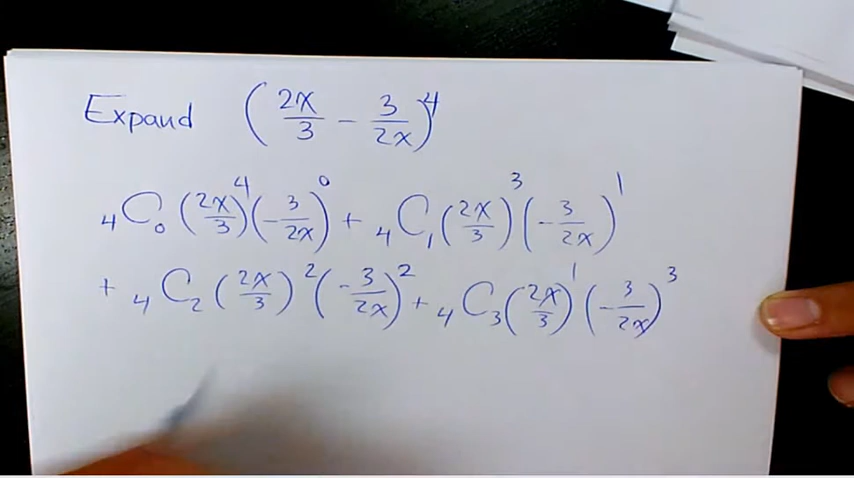 Expand (2x/3 − 3/2x)⁴
₄C₀(2x/3)⁴(−3/2x)⁰ + ₄C₁(2x/3)³(−3/2x)¹
+ ₄C₂(2x/3)²(−3/2x)² + ₄C₃(2x/3)¹(−3/2x)³